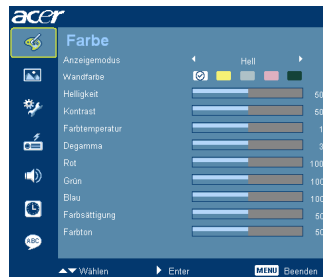 acer
Farbe
Anzeigemodus Hell
Wandfarbe
Helligkeit 50
Kontrast 50
Farbtemperatur 1
Degamma 3
Rot 100
Grün 100
Blau 100
Farbsättigung 50
Farbton 50
ABC
Wählen Enter MENU Beenden